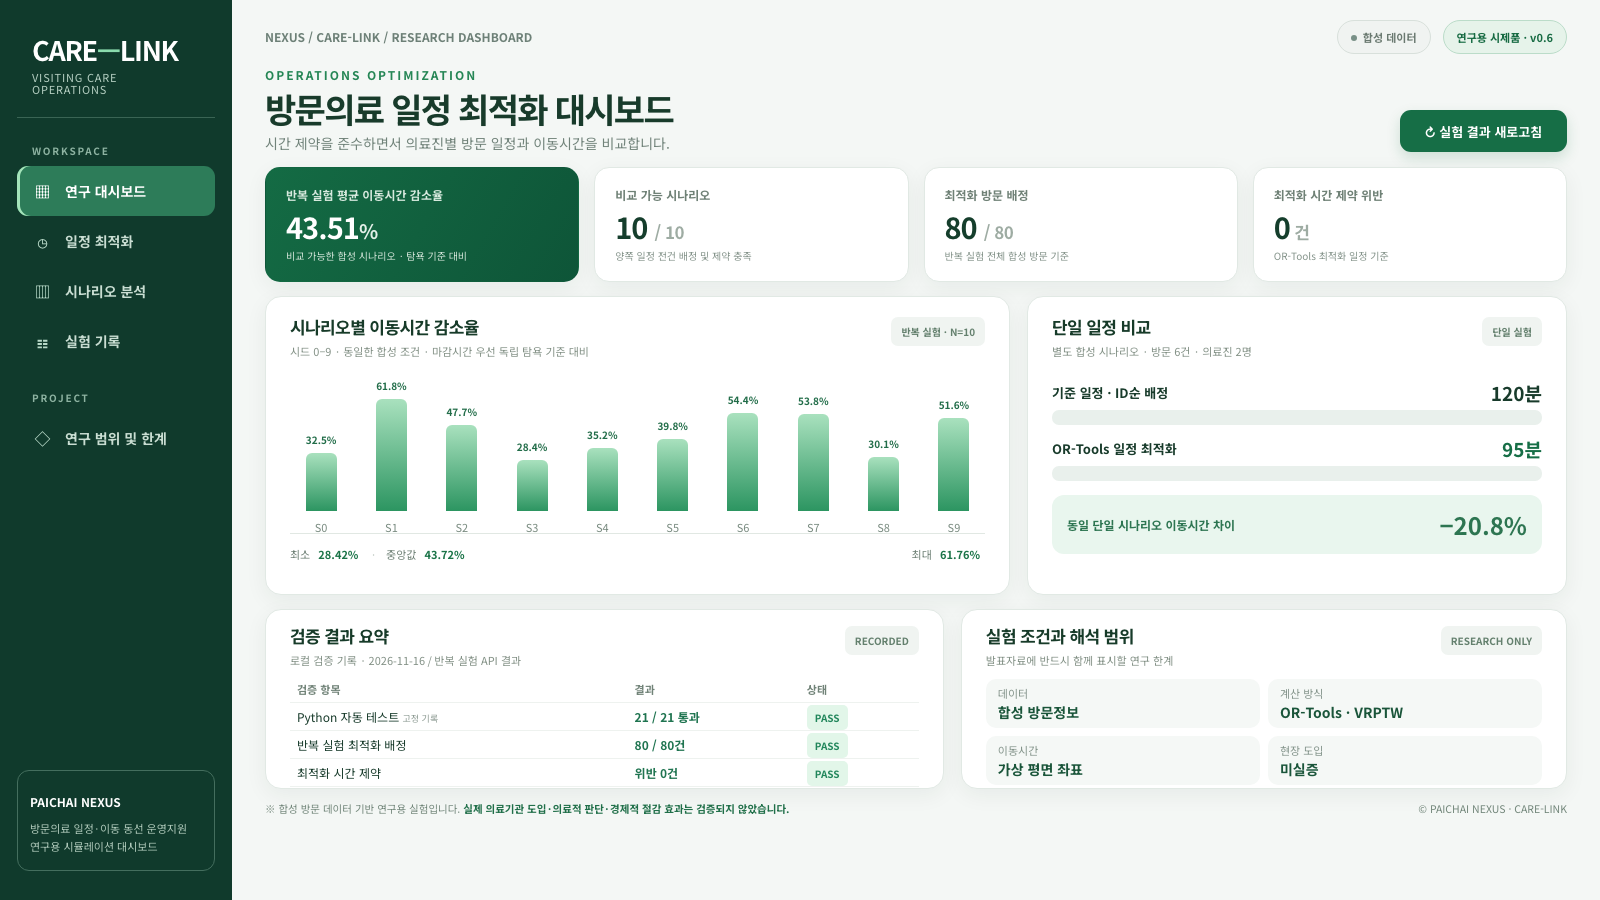 CARE—LINK
VISITING CARE
OPERATIONS
WORKSPACE
연구 대시보드
일정 최적화
시나리오 분석
실험 기록
PROJECT
연구 범위 및 한계
PAICHAI NEXUS
방문의료 일정·이동 동선 운영지원
연구용 시뮬레이션 대시보드
NEXUS / CARE-LINK / RESEARCH DASHBOARD
합성 데이터
연구용 시제품 · v0.6
OPERATIONS OPTIMIZATION
방문의료 일정 최적화 대시보드
시간 제약을 준수하면서 의료진별 방문 일정과 이동시간을 비교합니다.
↻ 실험 결과 새로고침
반복 실험 평균 이동시간 감소율
43.51%
비교 가능한 합성 시나리오 · 탐욕 기준 대비
비교 가능 시나리오
10 / 10
양쪽 일정 전건 배정 및 제약 충족
최적화 방문 배정
80 / 80
반복 실험 전체 합성 방문 기준
최적화 시간 제약 위반
0 건
OR-Tools 최적화 일정 기준
시나리오별 이동시간 감소율
반복 실험 · N=10
시드 0–9 · 동일한 합성 조건 · 마감시간 우선 독립 탐욕 기준 대비
32.5% 61.8% 47.7% 28.4% 35.2% 39.8% 54.4% 53.8% 30.1% 51.6%
S0 S1 S2 S3 S4 S5 S6 S7 S8 S9
최소 28.42% · 중앙값 43.72% 최대 61.76%
단일 일정 비교
단일 실험
별도 합성 시나리오 · 방문 6건 · 의료진 2명
기준 일정 · ID순 배정 120분
OR-Tools 일정 최적화 95분
동일 단일 시나리오 이동시간 차이 −20.8%
검증 결과 요약
RECORDED
로컬 검증 기록 · 2026-11-16 / 반복 실험 API 결과
검증 항목 결과 상태
Python 자동 테스트 고정 기록 21 / 21 통과 PASS
반복 실험 최적화 배정 80 / 80건 PASS
최적화 시간 제약 위반 0건 PASS
실험 조건과 해석 범위
RESEARCH ONLY
발표자료에 반드시 함께 표시할 연구 한계
데이터
합성 방문정보
계산 방식
OR-Tools · VRPTW
이동시간
가상 평면 좌표
현장 도입
미실증
※ 합성 방문 데이터 기반 연구용 실험입니다. 실제 의료기관 도입·의료적 판단·경제적 절감 효과는 검증되지 않았습니다.
© PAICHAI NEXUS · CARE-LINK